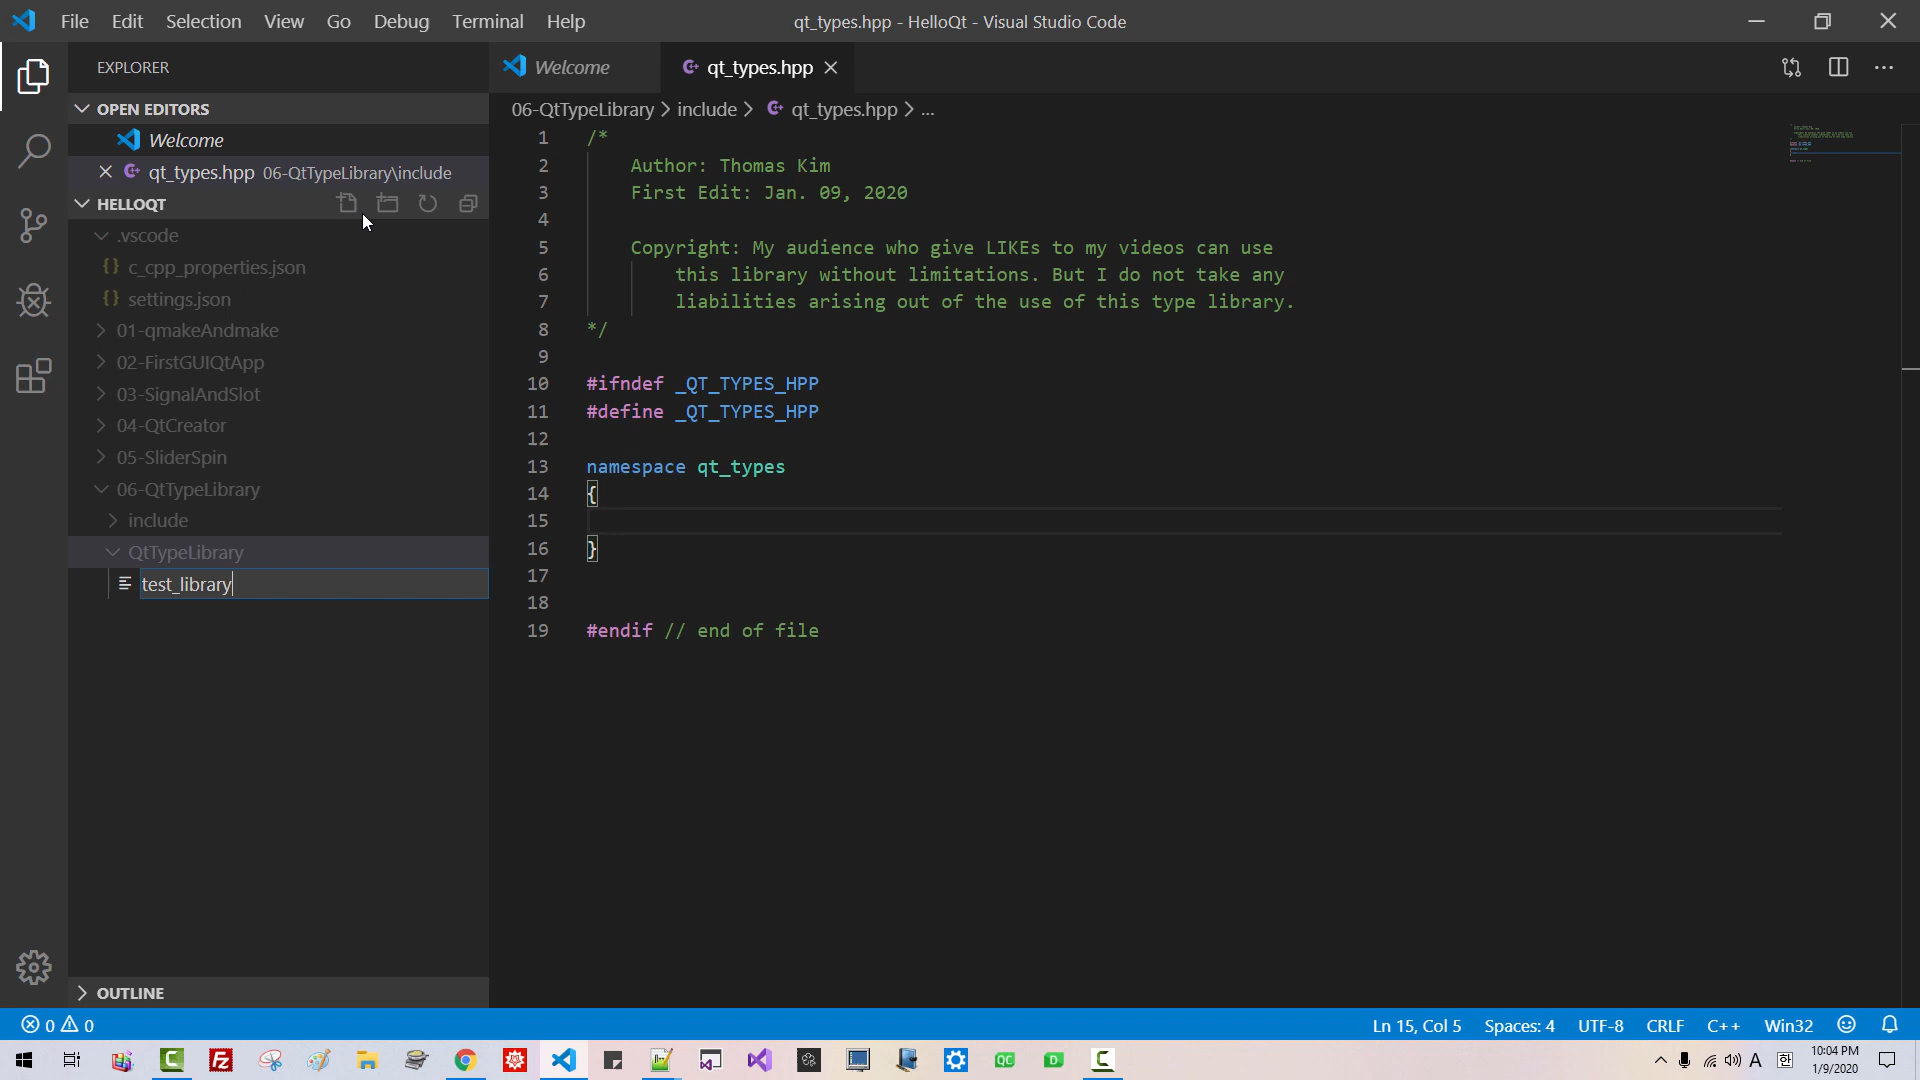 File Edit Selection View Go Debug Terminal Help
qt_types.hpp - HelloQt - Visual Studio Code
EXPLORER
OPEN EDITORS
Welcome
qt_types.hpp 06-QtTypeLibrary\include
HELLOQT
.vscode
c_cpp_properties.json
settings.json
01-qmakeAndmake
02-FirstGUIQtApp
03-SignalAndSlot
04-QtCreator
05-SliderSpin
06-QtTypeLibrary
include
QtTypeLibrary
test_library
OUTLINE
Welcome
qt_types.hpp
06-QtTypeLibrary > include > qt_types.hpp > ...
1 /*
2 Author: Thomas Kim
3 First Edit: Jan. 09, 2020
4
5 Copyright: My audience who give LIKEs to my videos can use
6 this library without limitations. But I do not take any
7 liabilities arising out of the use of this type library.
8 */
9
10 #ifndef _QT_TYPES_HPP
11 #define _QT_TYPES_HPP
12
13 namespace qt_types
14 {
15
16 }
17
18
19 #endif // end of file
0 0
Ln 15, Col 5 Spaces: 4 UTF-8 CRLF C++ Win32
QC D
A 한
10:04 PM
1/9/2020